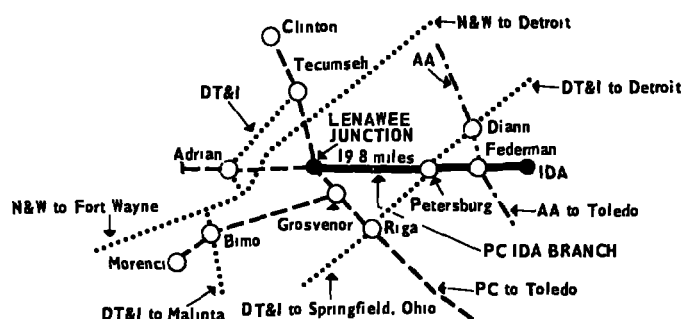 Clinton
N&W to Detroit
Tecumseh
AA
DT&I
DT&I to Detroit
LENAWEE
JUNCTION
Diann
Adrian
19.8 miles
Federman
IDA
N&W to Fort Wayne
Petersburg
AA to Toledo
Grosvenor
Riga
Bimo
PC IDA BRANCH
Morenci
PC to Toledo
DT&I to Malinta
DT&I to Springfield, Ohio